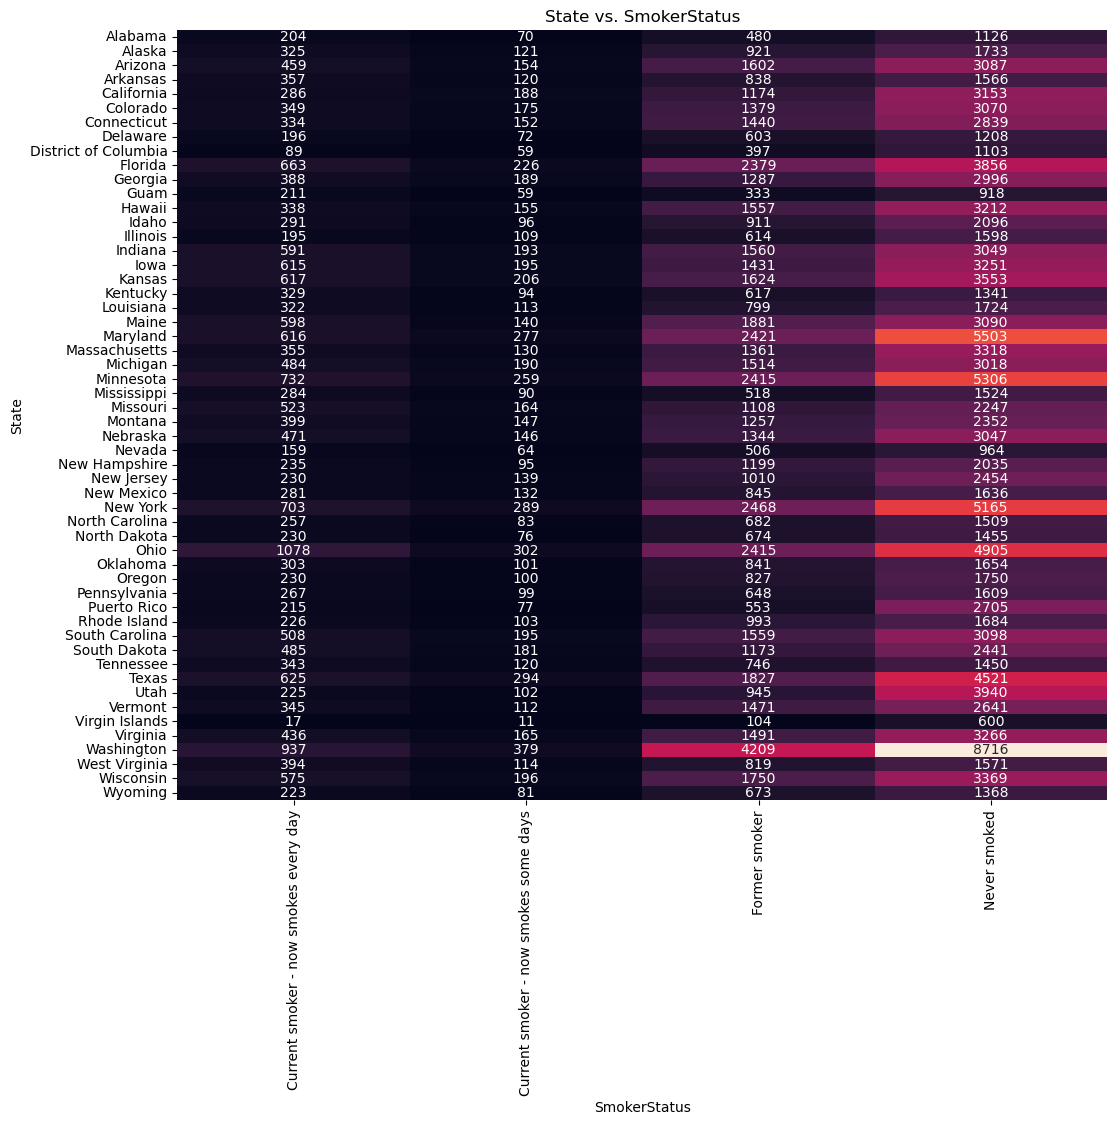 State vs. SmokerStatus
Alabama 204 70 480 1126
Alaska 325 121 921 1733
Arizona 459 154 1602 3087
Arkansas 357 120 838 1566
California 286 188 1174 3153
Colorado 349 175 1379 3070
Connecticut 334 152 1440 2839
Delaware 196 72 603 1208
District of Columbia 89 59 397 1103
Florida 663 226 2379 3856
Georgia 388 189 1287 2996
Guam 211 59 333 918
Hawaii 338 155 1557 3212
Idaho 291 96 911 2096
Illinois 195 109 614 1598
Indiana 591 193 1560 3049
Iowa 615 195 1431 3251
Kansas 617 206 1624 3553
Kentucky 329 94 617 1341
Louisiana 322 113 799 1724
Maine 598 140 1881 3090
Maryland 616 277 2421 5503
Massachusetts 355 130 1361 3318
Michigan 484 190 1514 3018
Minnesota 732 259 2415 5306
Mississippi 284 90 518 1524
Missouri 523 164 1108 2247
Montana 399 147 1257 2352
Nebraska 471 146 1344 3047
Nevada 159 64 506 964
New Hampshire 235 95 1199 2035
New Jersey 230 139 1010 2454
New Mexico 281 132 845 1636
New York 703 289 2468 5165
North Carolina 257 83 682 1509
North Dakota 230 76 674 1455
Ohio 1078 302 2415 4905
Oklahoma 303 101 841 1654
Oregon 230 100 827 1750
Pennsylvania 267 99 648 1609
Puerto Rico 215 77 553 2705
Rhode Island 226 103 993 1684
South Carolina 508 195 1559 3098
South Dakota 485 181 1173 2441
Tennessee 343 120 746 1450
Texas 625 294 1827 4521
Utah 225 102 945 3940
Vermont 345 112 1471 2641
Virgin Islands 17 11 104 600
Virginia 436 165 1491 3266
Washington 937 379 4209 8716
West Virginia 394 114 819 1571
Wisconsin 575 196 1750 3369
Wyoming 223 81 673 1368
State
Current smoker - now smokes every day
Current smoker - now smokes some days
Former smoker
Never smoked
SmokerStatus